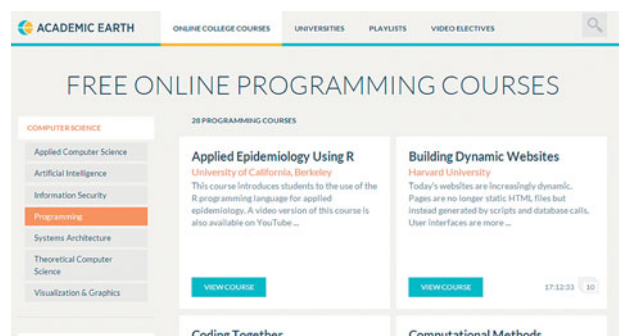 ACADEMIC EARTH
ONLINE COLLEGE COURSES
UNIVERSITIES
PLAYLISTS
VIDEO ELECTIVES
FREE ONLINE PROGRAMMING COURSES
COMPUTER SCIENCE
Applied Computer Science
Artificial Intelligence
Information Security
Programming
Systems Architecture
Theoretical Computer
Science
Visualization & Graphics
28 PROGRAMMING COURSES
Applied Epidemiology Using R
University of California, Berkeley
This course introduces students to the use of the
R programming language for applied
epidemiology. A video version of this course is
also available on YouTube ...
VIEW COURSE
Building Dynamic Websites
Harvard University
Today's websites are increasingly dynamic.
Pages are no longer static HTML files but
instead generated by scripts and database calls.
User interfaces are more ...
VIEW COURSE
17:12:33
10
Coding Together
Computational Methods